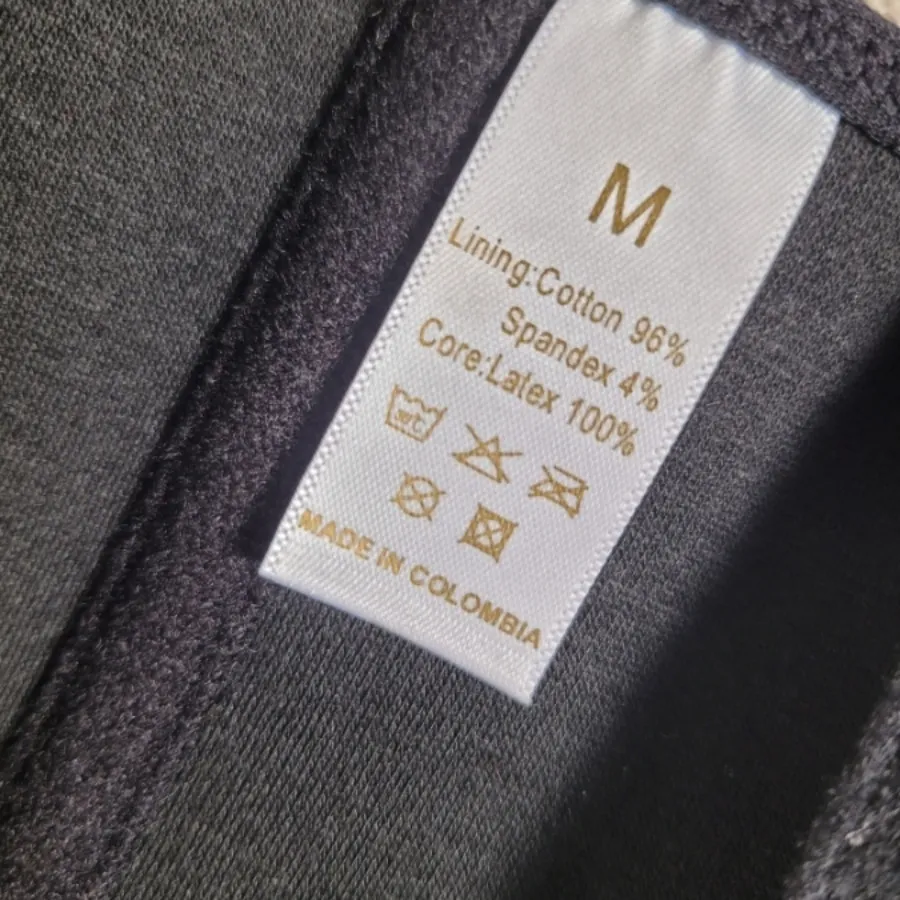 M
Lining:Cotton 96%
Spandex 4%
Core:Latex 100%
MADE IN COLOMBIA